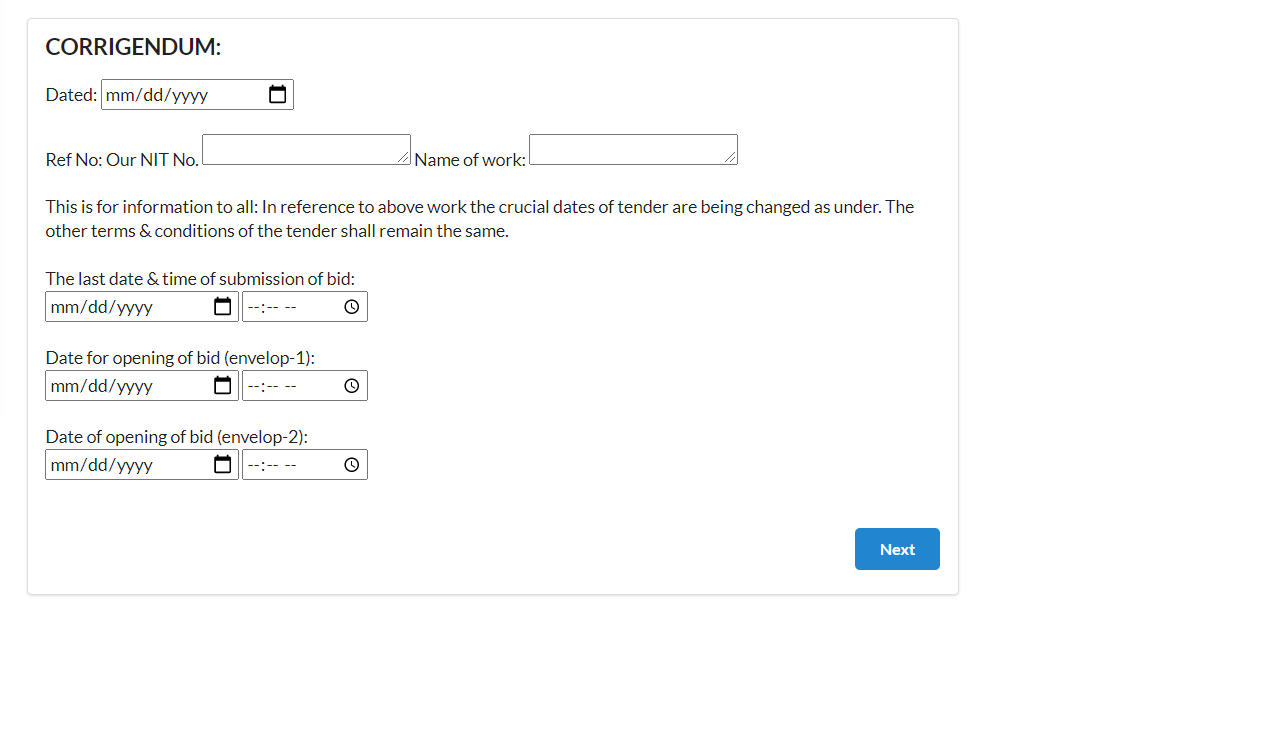 CORRIGENDUM:
Dated: mm/dd/yyyy
Ref No: Our NIT No. Name of work:
This is for information to all: In reference to above work the crucial dates of tender are being changed as under. The
other terms & conditions of the tender shall remain the same.
The last date & time of submission of bid:
mm/dd/yyyy --:-- --
Date for opening of bid (envelop-1):
mm/dd/yyyy --:-- --
Date of opening of bid (envelop-2):
mm/dd/yyyy --:-- --
Next